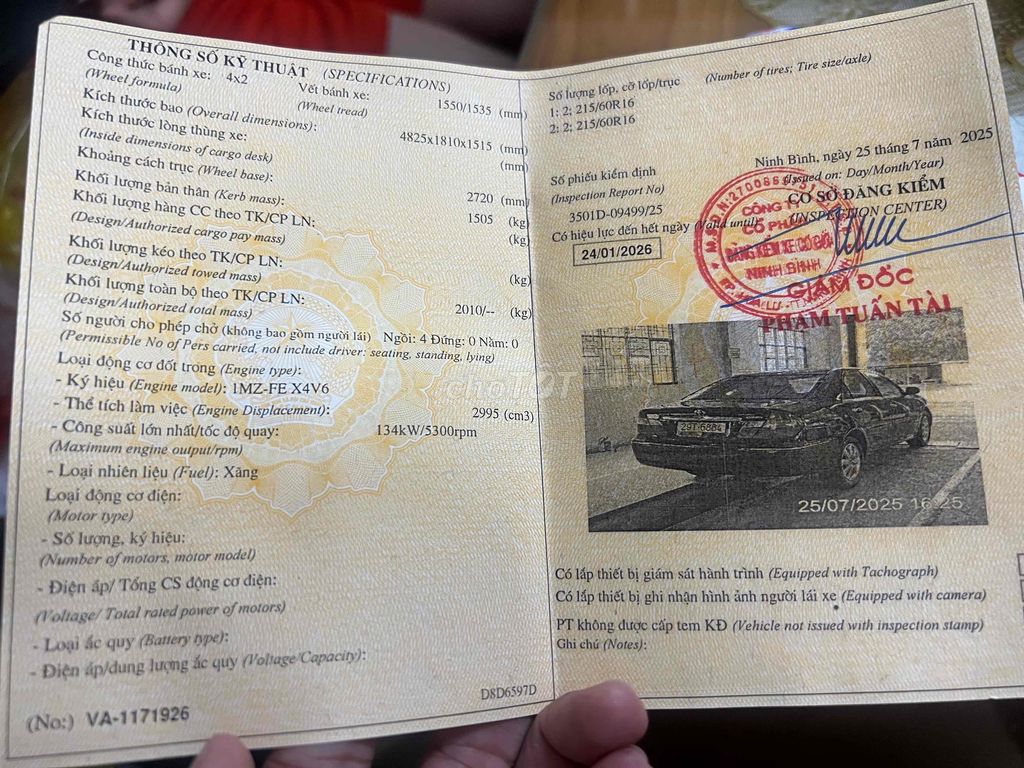 THÔNG SỐ KỸ THUẬT (SPECIFICATIONS)
Công thức bánh xe: 4x2 Vết bánh xe: 1550/1535 (mm)
(Wheel formula) (Wheel tread)
Kích thước bao (Overall dimensions): 4825x1810x1515 (mm)
Kích thước lòng thùng xe: (mm)
(Inside dimensions of cargo desk)
Khoảng cách trục (Wheel base): 2720 (mm)
Khối lượng bản thân (Kerb mass): 1505 (kg)
Khối lượng hàng CC theo TK/CP LN: (kg)
(Design/Authorized cargo pay mass)
Khối lượng kéo theo TK/CP LN: (kg)
(Design/Authorized towed mass)
Khối lượng toàn bộ theo TK/CP LN: 2010/-- (kg)
(Design/Authorized total mass)
Số người cho phép chở (không bao gồm người lái) Ngồi: 4 Đứng: 0 Nằm: 0
(Permissible No of Pers carried, not include driver: seating, standing, lying)
Loại động cơ đốt trong (Engine type):
- Ký hiệu (Engine model): 1MZ-FE X4V6
- Thể tích làm việc (Engine Displacement): 2995 (cm3)
- Công suất lớn nhất/tốc độ quay: 134kW/5300rpm
(Maximum engine output/rpm)
- Loại nhiên liệu (Fuel): Xăng
Loại động cơ điện:
(Motor type)
- Số lượng, ký hiệu:
(Number of motors, motor model)
- Điện áp/ Tổng CS động cơ điện:
(Voltage/ Total rated power of motors)
- Loại ắc quy (Battery type):
- Điện áp/dung lượng ắc quy (Voltage/Capacity):
D8D6597D
(No:) VA-1171926
Số lượng lốp, cỡ lốp/trục (Number of tires; Tire size/axle)
1: 2; 215/60R16
2: 2; 215/60R16
Ninh Bình, ngày 25 tháng 7 năm 2025
(Issued on: Day/Month/Year)
Số phiếu kiểm định
(Inspection Report No)
CƠ SỞ ĐĂNG KIỂM
(INSPECTION CENTER)
3501D-09499/25
Có hiệu lực đến hết ngày (Valid until)
24/01/2026
CÔNG TY
CỔ PHẦN
ĐĂNG KIỂM XE CƠ GIỚI
NINH BÌNH
GIÁM ĐỐC
PHẠM TUẤN TÀI
29T-6884
25/07/2025 16:25
Có lắp thiết bị giám sát hành trình (Equipped with Tachograph)
Có lắp thiết bị ghi nhận hình ảnh người lái xe (Equipped with camera)
PT không được cấp tem KĐ (Vehicle not issued with inspection stamp)
Ghi chú (Notes):
chợTỐT